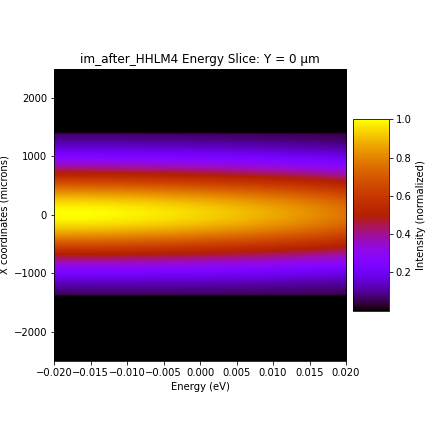 im_after_HHLM4 Energy Slice: Y = 0 μm
X coordinates (microns)
2000
1000
0
−1000
−2000
−0.020 −0.015 −0.010 −0.005 0.000 0.005 0.010 0.015 0.020
Energy (eV)
1.0
0.8
0.6
0.4
0.2
Intensity (normalized)